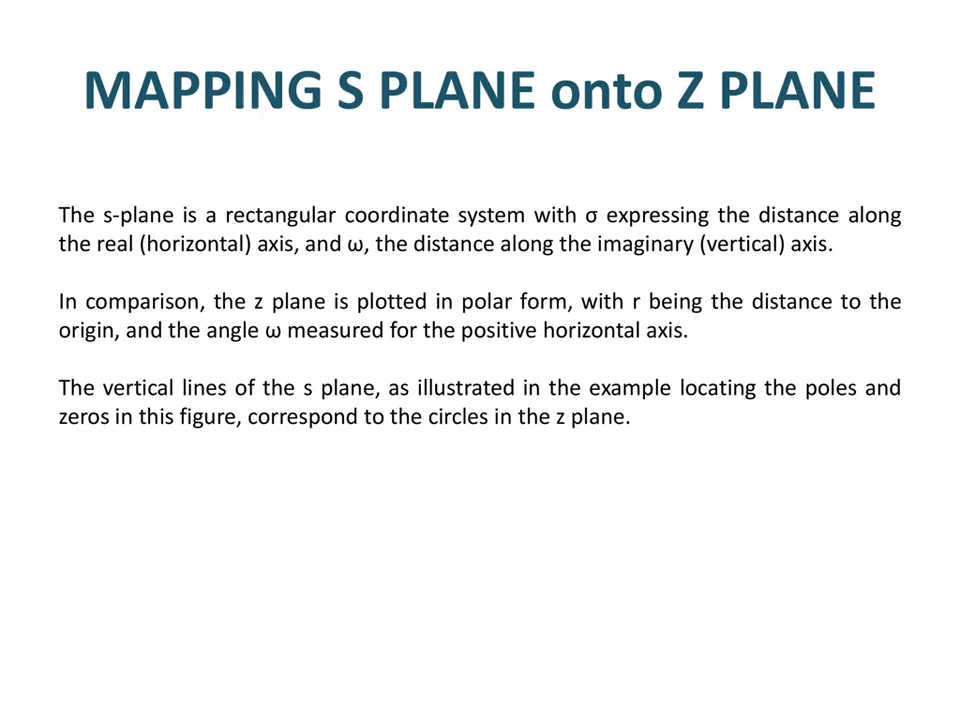 MAPPING S PLANE onto Z PLANE
The s-plane is a rectangular coordinate system with σ expressing the distance along
the real (horizontal) axis, and ω, the distance along the imaginary (vertical) axis.
In comparison, the z plane is plotted in polar form, with r being the distance to the
origin, and the angle ω measured for the positive horizontal axis.
The vertical lines of the s plane, as illustrated in the example locating the poles and
zeros in this figure, correspond to the circles in the z plane.